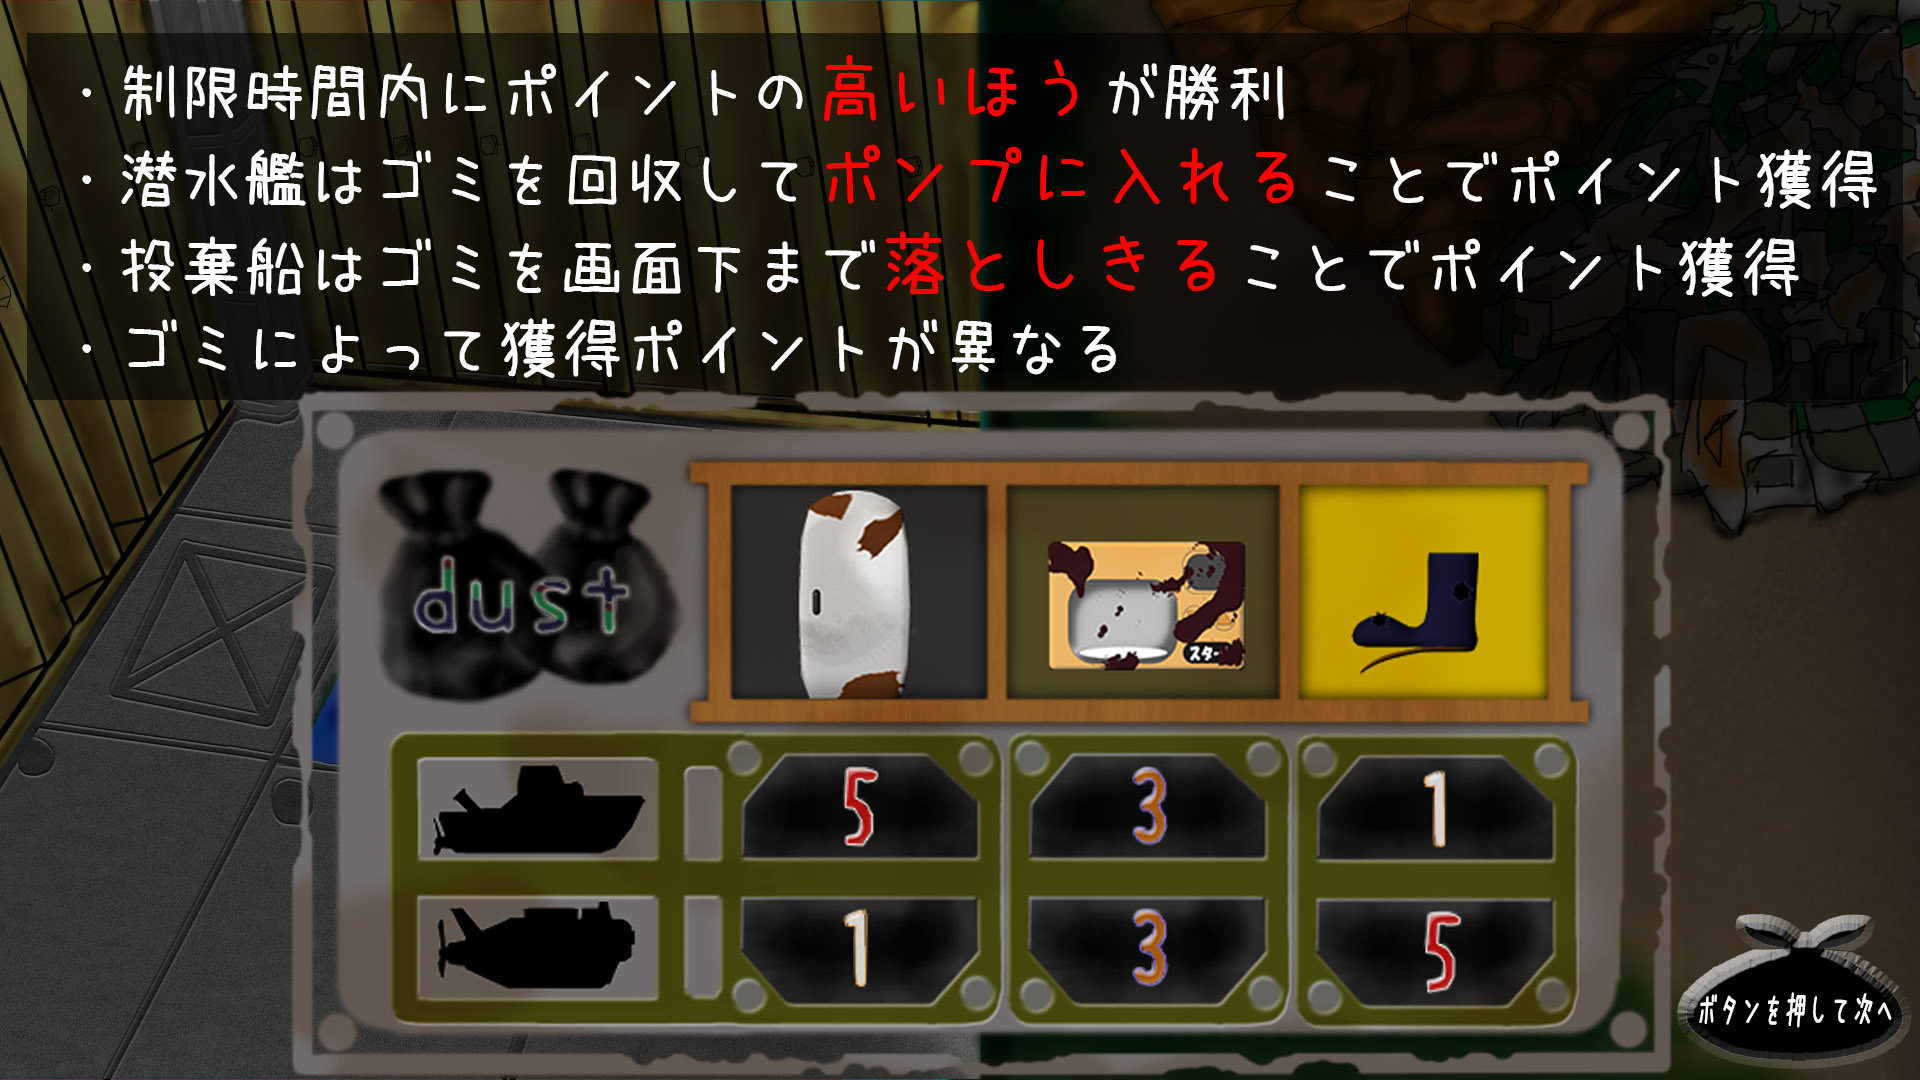 ・制限時間内にポイントの高いほうが勝利
・潜水艦はゴミを回収してポンプに入れることでポイント獲得
・投棄船はゴミを画面下まで落としきることでポイント獲得
・ゴミによって獲得ポイントが異なる
dust
スター
5 3 1
1 3 5
ボタンを押して次へ